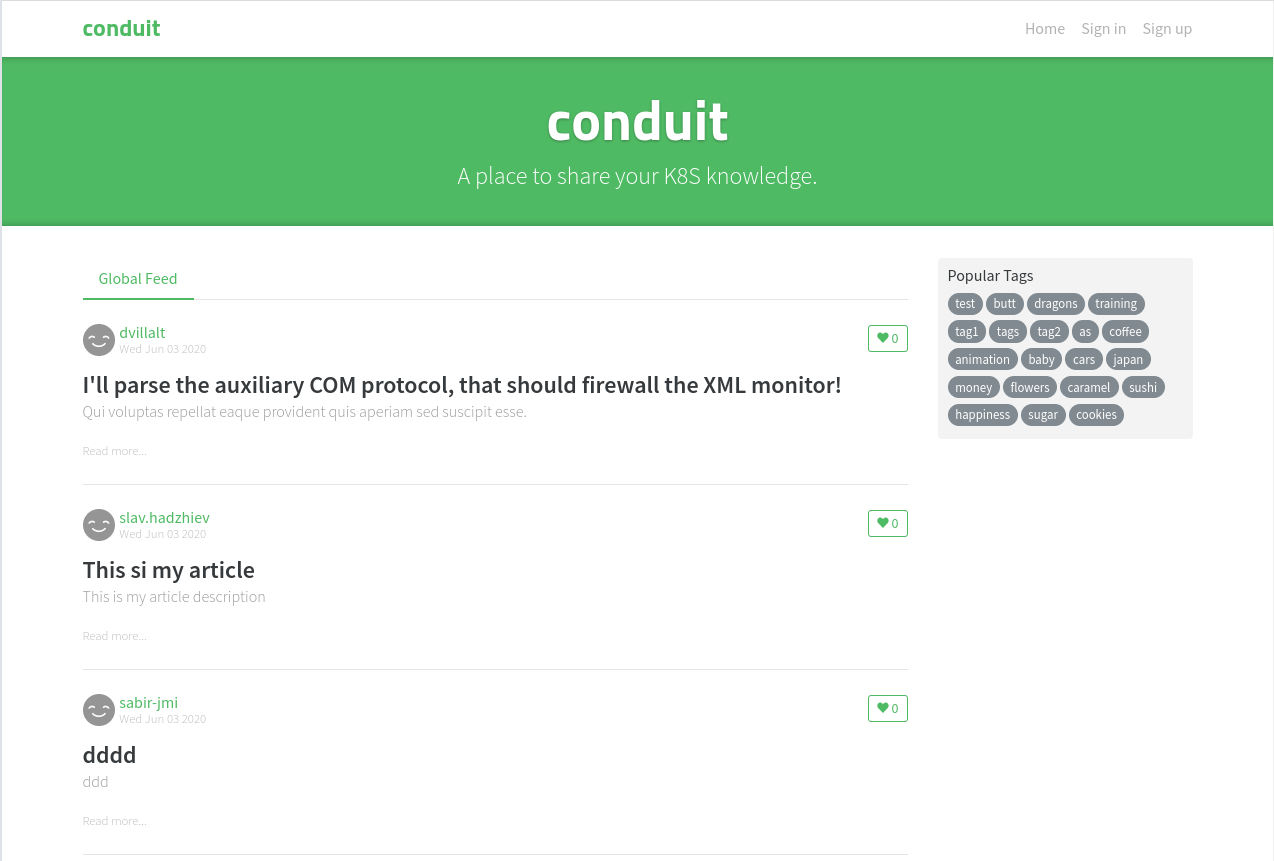 conduit
Home Sign in Sign up
conduit
A place to share your K8S knowledge.
Global Feed
dvillalt
Wed Jun 03 2020
0
I'll parse the auxiliary COM protocol, that should firewall the XML monitor!
Qui voluptas repellat eaque provident quis aperiam sed suscipit esse.
Read more...
slav.hadzhiev
Wed Jun 03 2020
0
This si my article
This is my article description
Read more...
sabir-jmi
Wed Jun 03 2020
0
dddd
ddd
Read more...
Popular Tags
test butt dragons training
tag1 tags tag2 as coffee
animation baby cars japan
money flowers caramel sushi
happiness sugar cookies